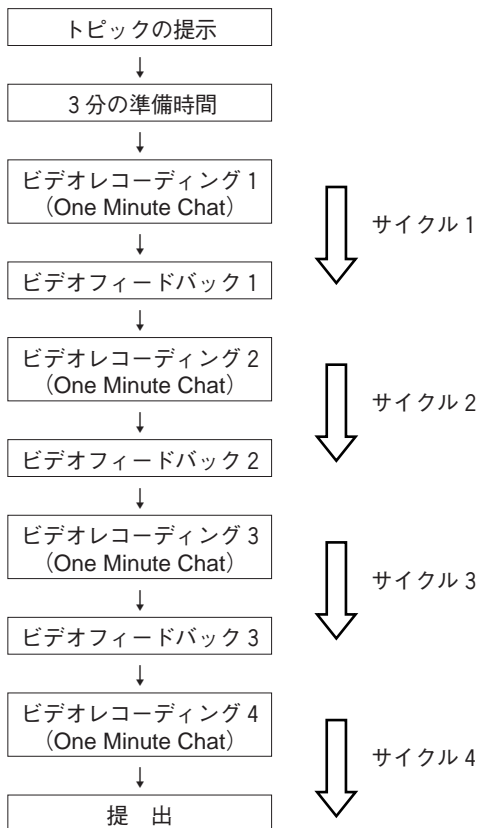 トピックの提示
↓
3分の準備時間
↓
ビデオレコーディング1
（One Minute Chat）
サイクル1
↓
ビデオフィードバック1
↓
ビデオレコーディング2
（One Minute Chat）
サイクル2
↓
ビデオフィードバック2
↓
ビデオレコーディング3
（One Minute Chat）
サイクル3
↓
ビデオフィードバック3
↓
ビデオレコーディング4
（One Minute Chat）
サイクル4
↓
提　出